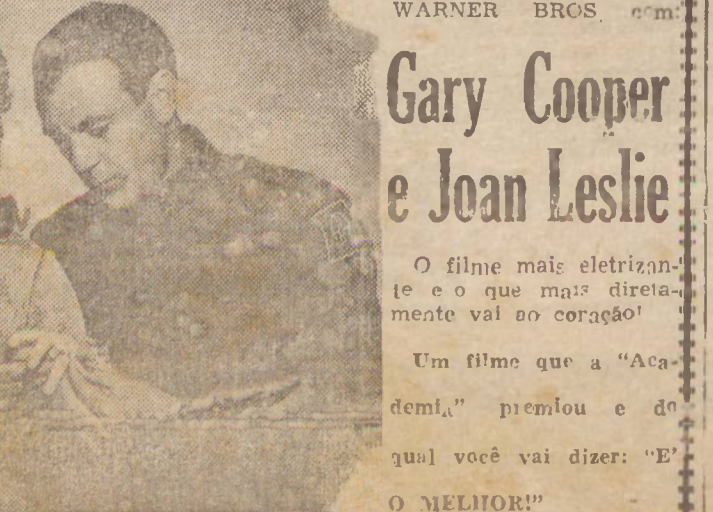 WARNER BROS. com:
Gary Cooper
e Joan Leslie
O filme mais eletrizan-
te e o que mais direta-
mente vai ao coração!
Um filme que a "Aca-
demia" premiou e do
qual você vai dizer: "E'
O MELHOR!"